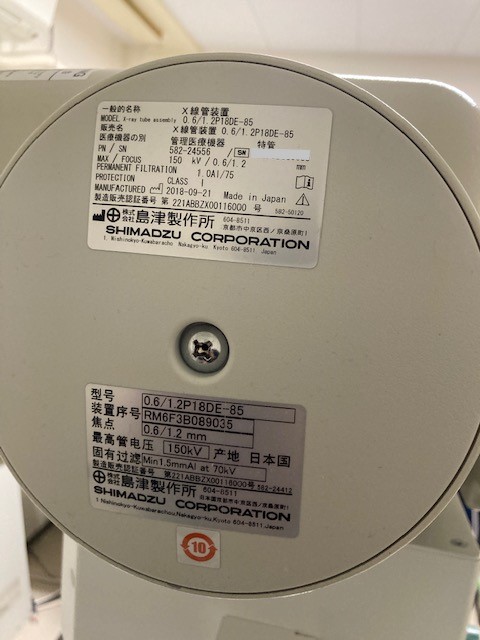 一般的名称 X線管装置
MODEL X-ray tube assembly 0.6/1.2P18DE-85
販売名 X線管装置 0.6/1.2P18DE-85
医療機器の別 管理医療機器 特管
PN / SN 582-24556 / SN
MAX / FOCUS 150 kV / 0.6/1.2 mm
PERMANENT FILTRATION 1.0Al/75
PROTECTION CLASS I
MANUFACTURED 2018-09-21 Made in Japan
製造販売認証番号 第 221ABBZX00116000 号 582-50120
株式会社 島津製作所 604-8511
京都市中京区西ノ京桑原町1
SHIMADZU CORPORATION
1, Nishinokyo-Kuwabaracho, Nakagyo-ku, Kyoto 604-8511, Japan
型号 0.6/1.2P18DE-85
装置序号 RM6F3B089035
焦点 0.6/1.2 mm
最高管电压 150kV 产地 日本国
固有过滤 Min1.5mmAl at 70kV
製造販売認証番号 第221ABBZX00116000号 582-24412
株式会社 島津製作所 604-8511
SHIMADZU CORPORATION
1 Nishinokyo-Kuwabaracho, Nakagyo-ku, Kyoto 604-8511, Japan
10